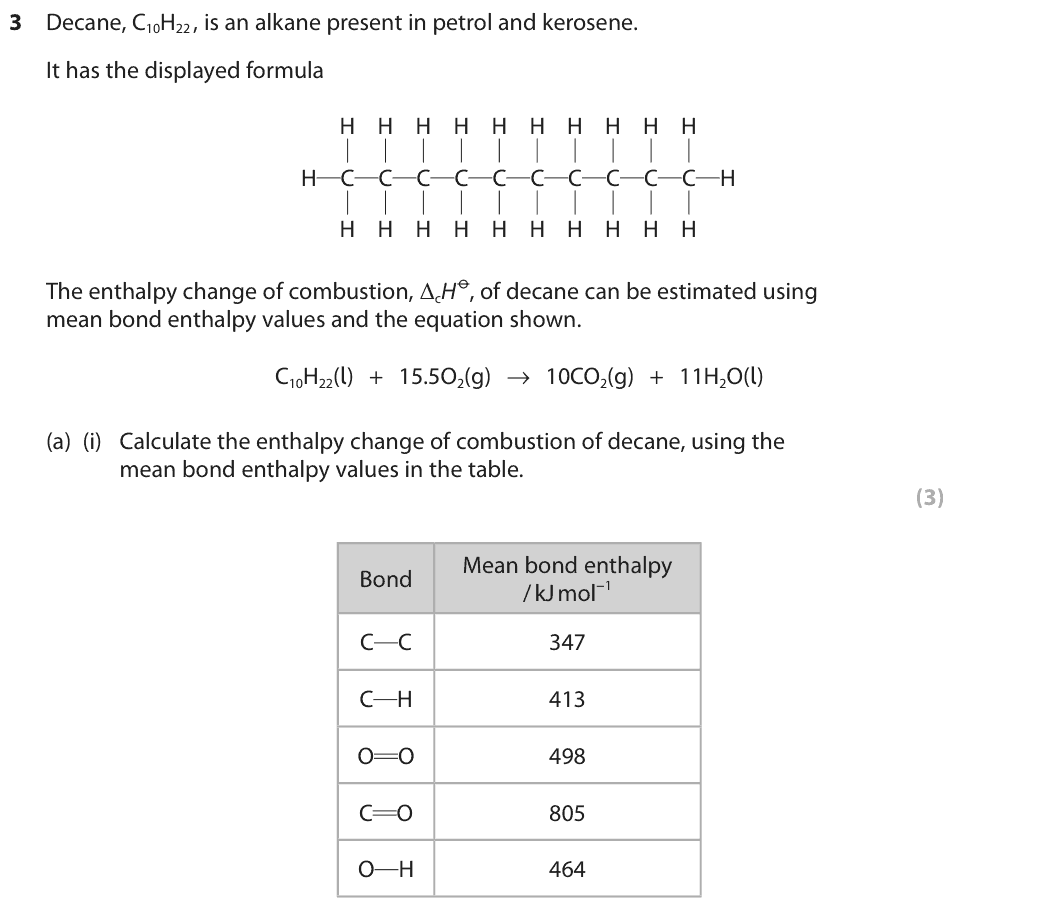 3 Decane, C₁₀H₂₂, is an alkane present in petrol and kerosene.
It has the displayed formula
H H H H H H H H H H
H—C—C—C—C—C—C—C—C—C—C—H
H H H H H H H H H H
The enthalpy change of combustion, ΔcH⦵, of decane can be estimated using
mean bond enthalpy values and the equation shown.
C₁₀H₂₂(l) + 15.5O₂(g) → 10CO₂(g) + 11H₂O(l)
(a) (i) Calculate the enthalpy change of combustion of decane, using the
mean bond enthalpy values in the table.
(3)
Bond Mean bond enthalpy
/ kJ mol⁻¹
C—C 347
C—H 413
O=O 498
C=O 805
O—H 464